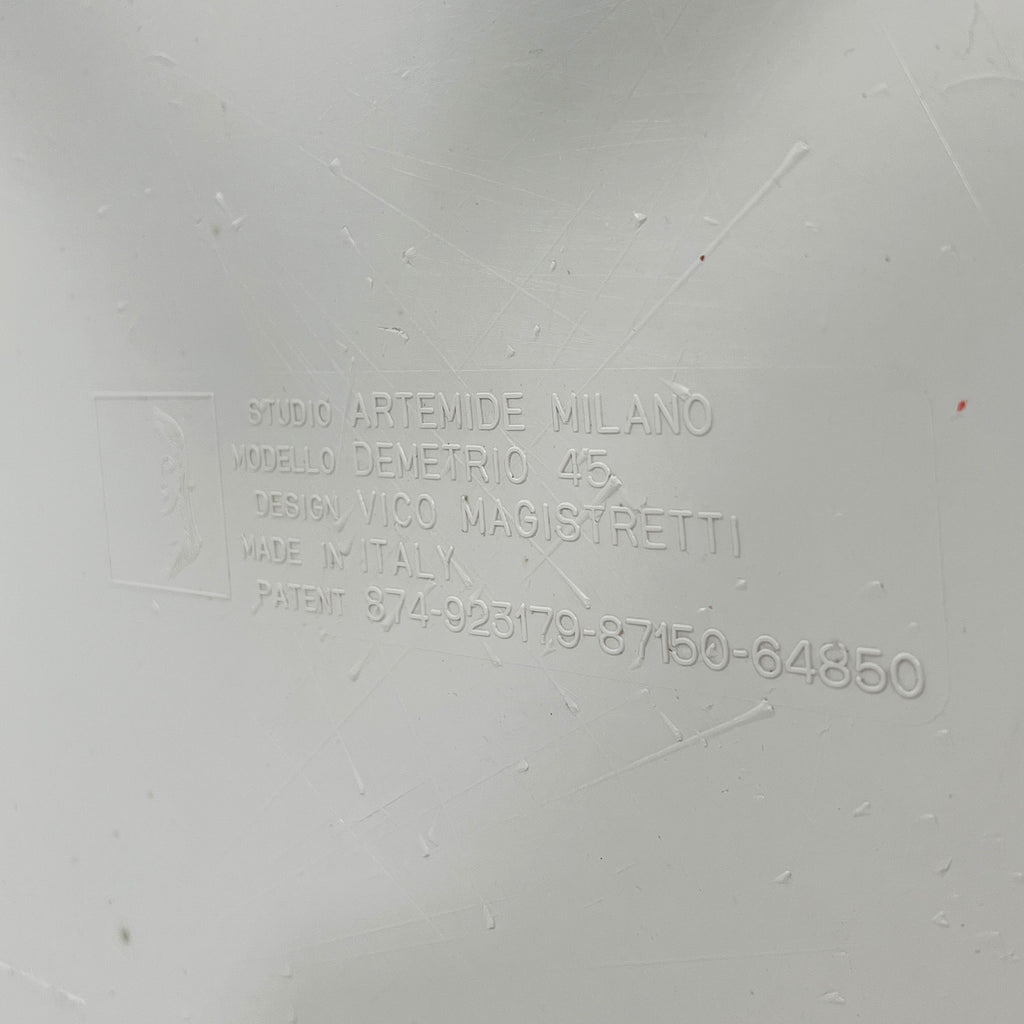 STUDIO ARTEMIDE MILANO
MODELLO DEMETRIO 45
DESIGN VICO MAGISTRETTI
MADE IN ITALY
PATENT 874-923179-87150-64850